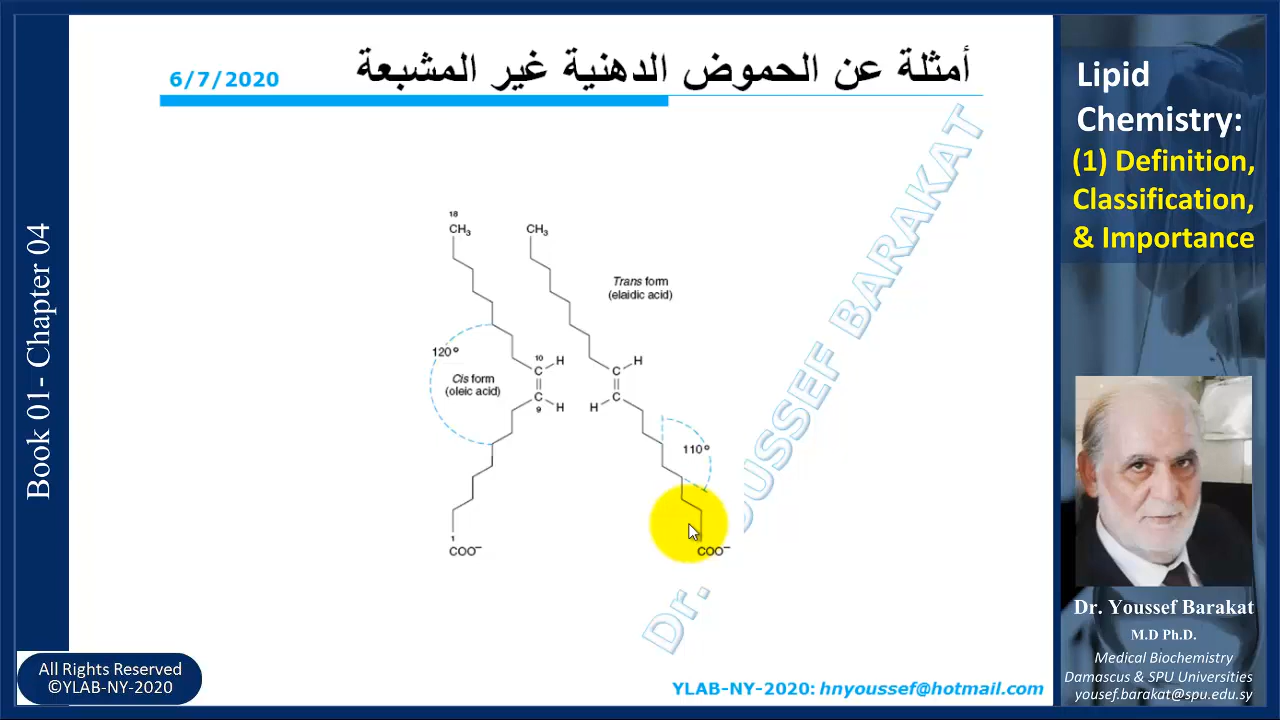 أمثلة عن الحموض الدهنية غير المشبعة
6/7/2020
Book 01- Chapter 04
18
CH3
CH3
Trans form
(elaidic acid)
120°
10
H
H
C
C
Cis form
(oleic acid)
C
H
H
C
9
110°
1
COO−
COO−
Dr. YOUSSEF BARAKAT
All Rights Reserved
©YLAB-NY-2020
YLAB-NY-2020: hnyoussef@hotmail.com
Lipid
Chemistry:
(1) Definition,
Classification,
& Importance
Dr. Youssef Barakat
M.D Ph.D.
Medical Biochemistry
Damascus & SPU Universities
yousef.barakat@spu.edu.sy